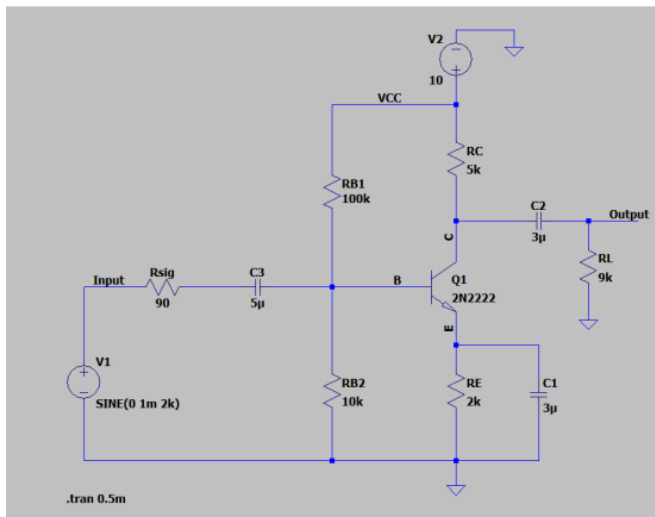 V2
10
VCC
RC
5k
RB1
100k
C2
3µ
Output
C
RL
9k
Input
Rsig
90
C3
5µ
B
Q1
2N2222
E
V1
SINE(0 1m 2k)
RB2
10k
RE
2k
C1
3µ
.tran 0.5m